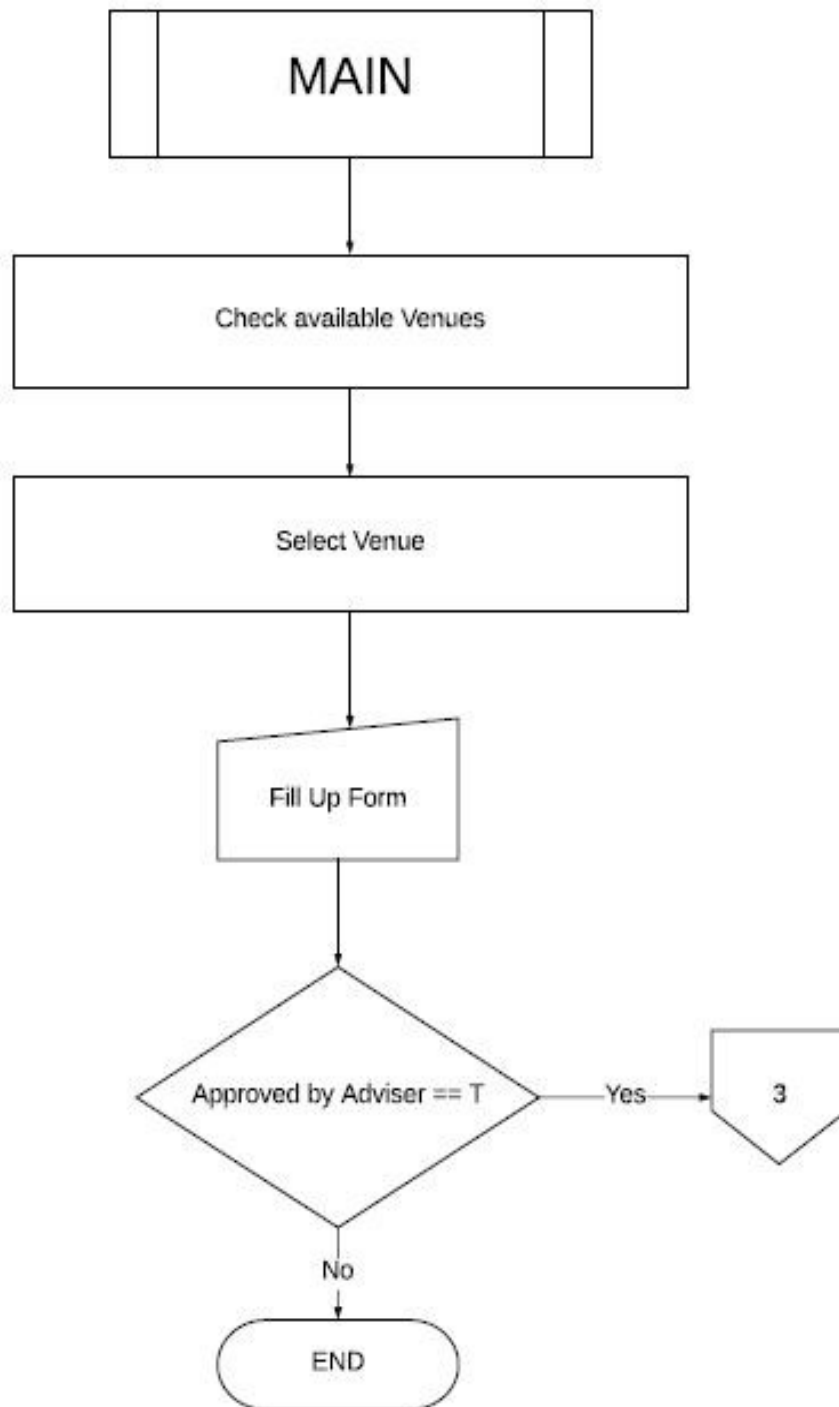 MAIN
Check available Venues
Select Venue
Fill Up Form
Approved by Adviser == T
Yes
3
No
END